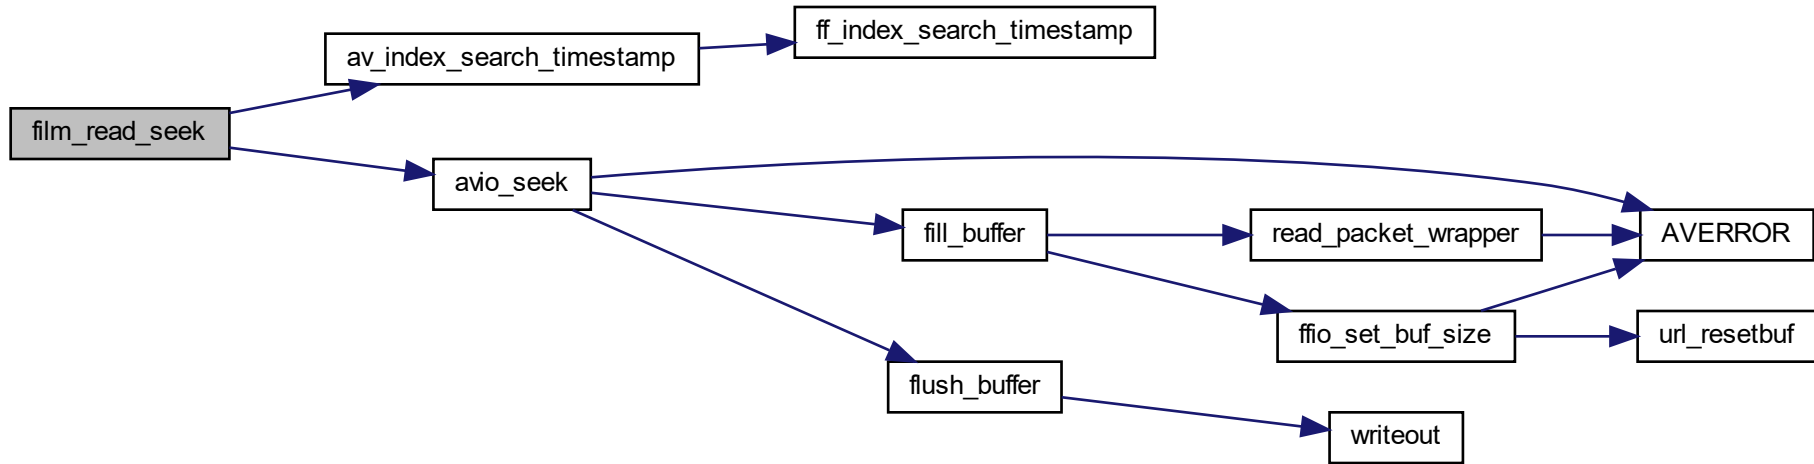 ff_index_search_timestamp
av_index_search_timestamp
film_read_seek
avio_seek
fill_buffer
read_packet_wrapper
AVERROR
ffio_set_buf_size
url_resetbuf
flush_buffer
writeout